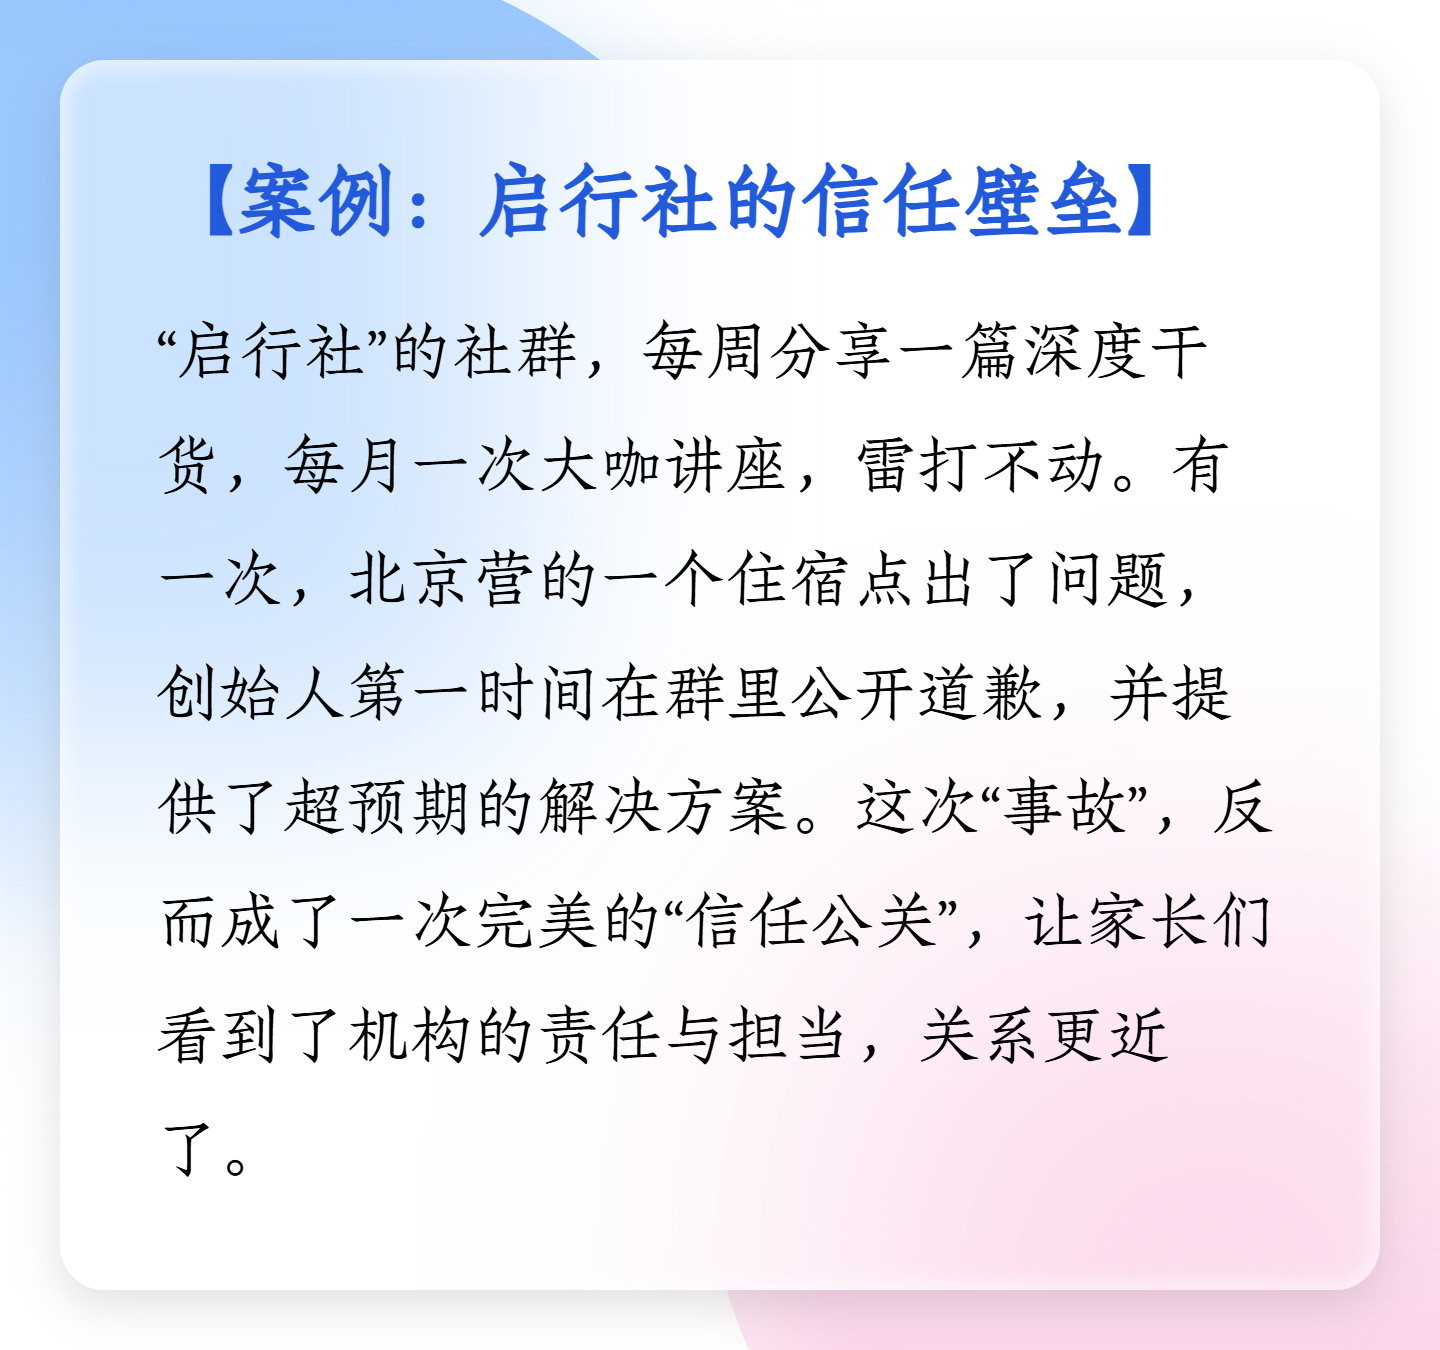 【案例：启行社的信任壁垒】
“启行社”的社群，每周分享一篇深度干
货，每月一次大咖讲座，雷打不动。有
一次，北京营的一个住宿点出了问题，
创始人第一时间在群里公开道歉，并提
供了超预期的解决方案。这次“事故”，反
而成了一次完美的“信任公关”，让家长们
看到了机构的责任与担当，关系更近
了。